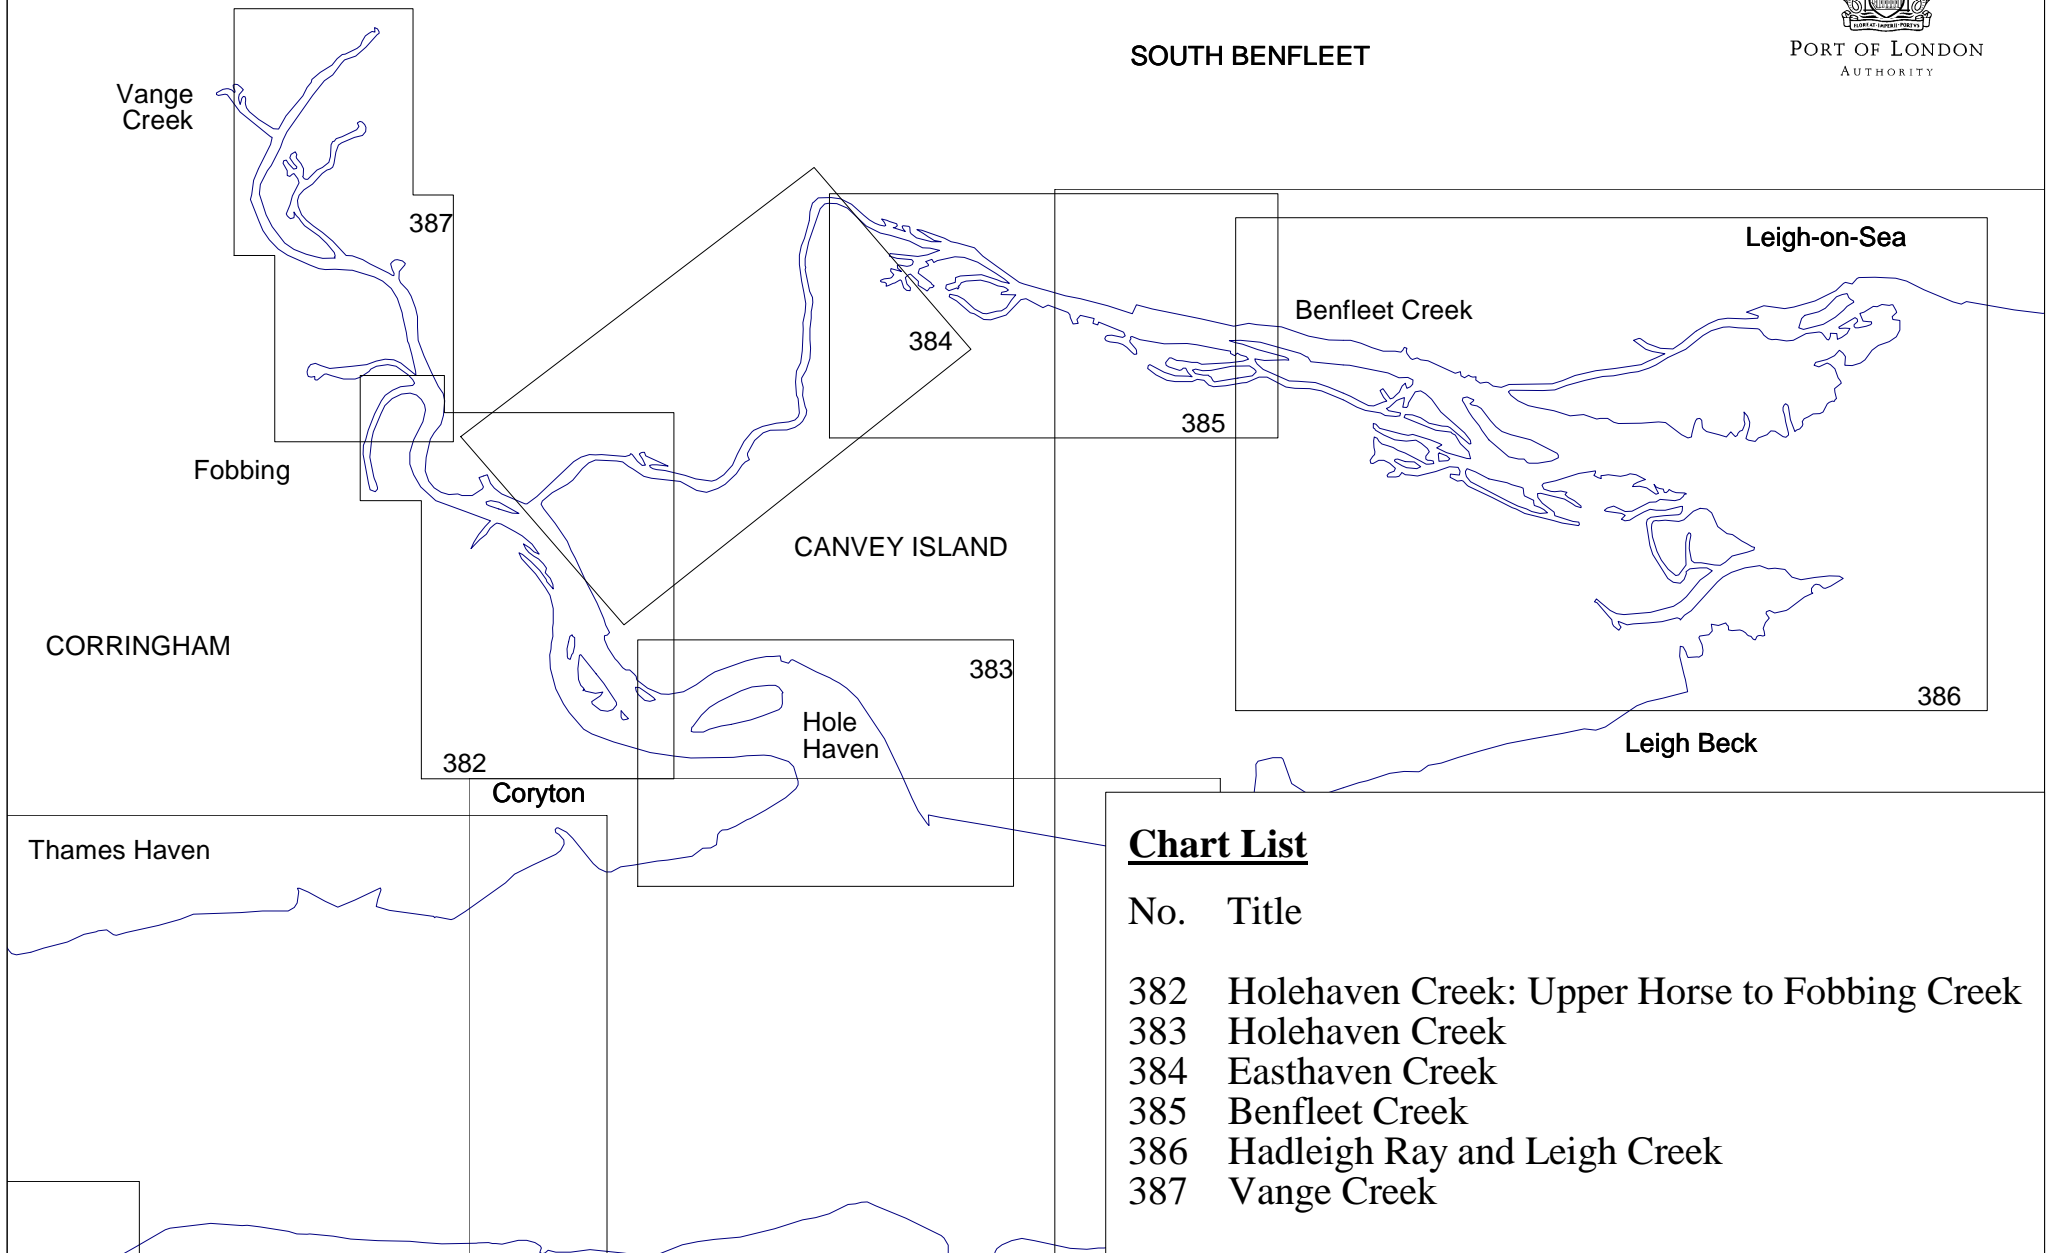 FLOREAT·IMPERII·PORTVS
PORT OF LONDON
AUTHORITY
SOUTH BENFLEET
Vange
Creek
387
Leigh-on-Sea
Benfleet Creek
384
385
Fobbing
CANVEY ISLAND
CORRINGHAM
383
386
Hole
Haven
Leigh Beck
382
Coryton
Thames Haven
Chart List
No. Title
382 Holehaven Creek: Upper Horse to Fobbing Creek
383 Holehaven Creek
384 Easthaven Creek
385 Benfleet Creek
386 Hadleigh Ray and Leigh Creek
387 Vange Creek